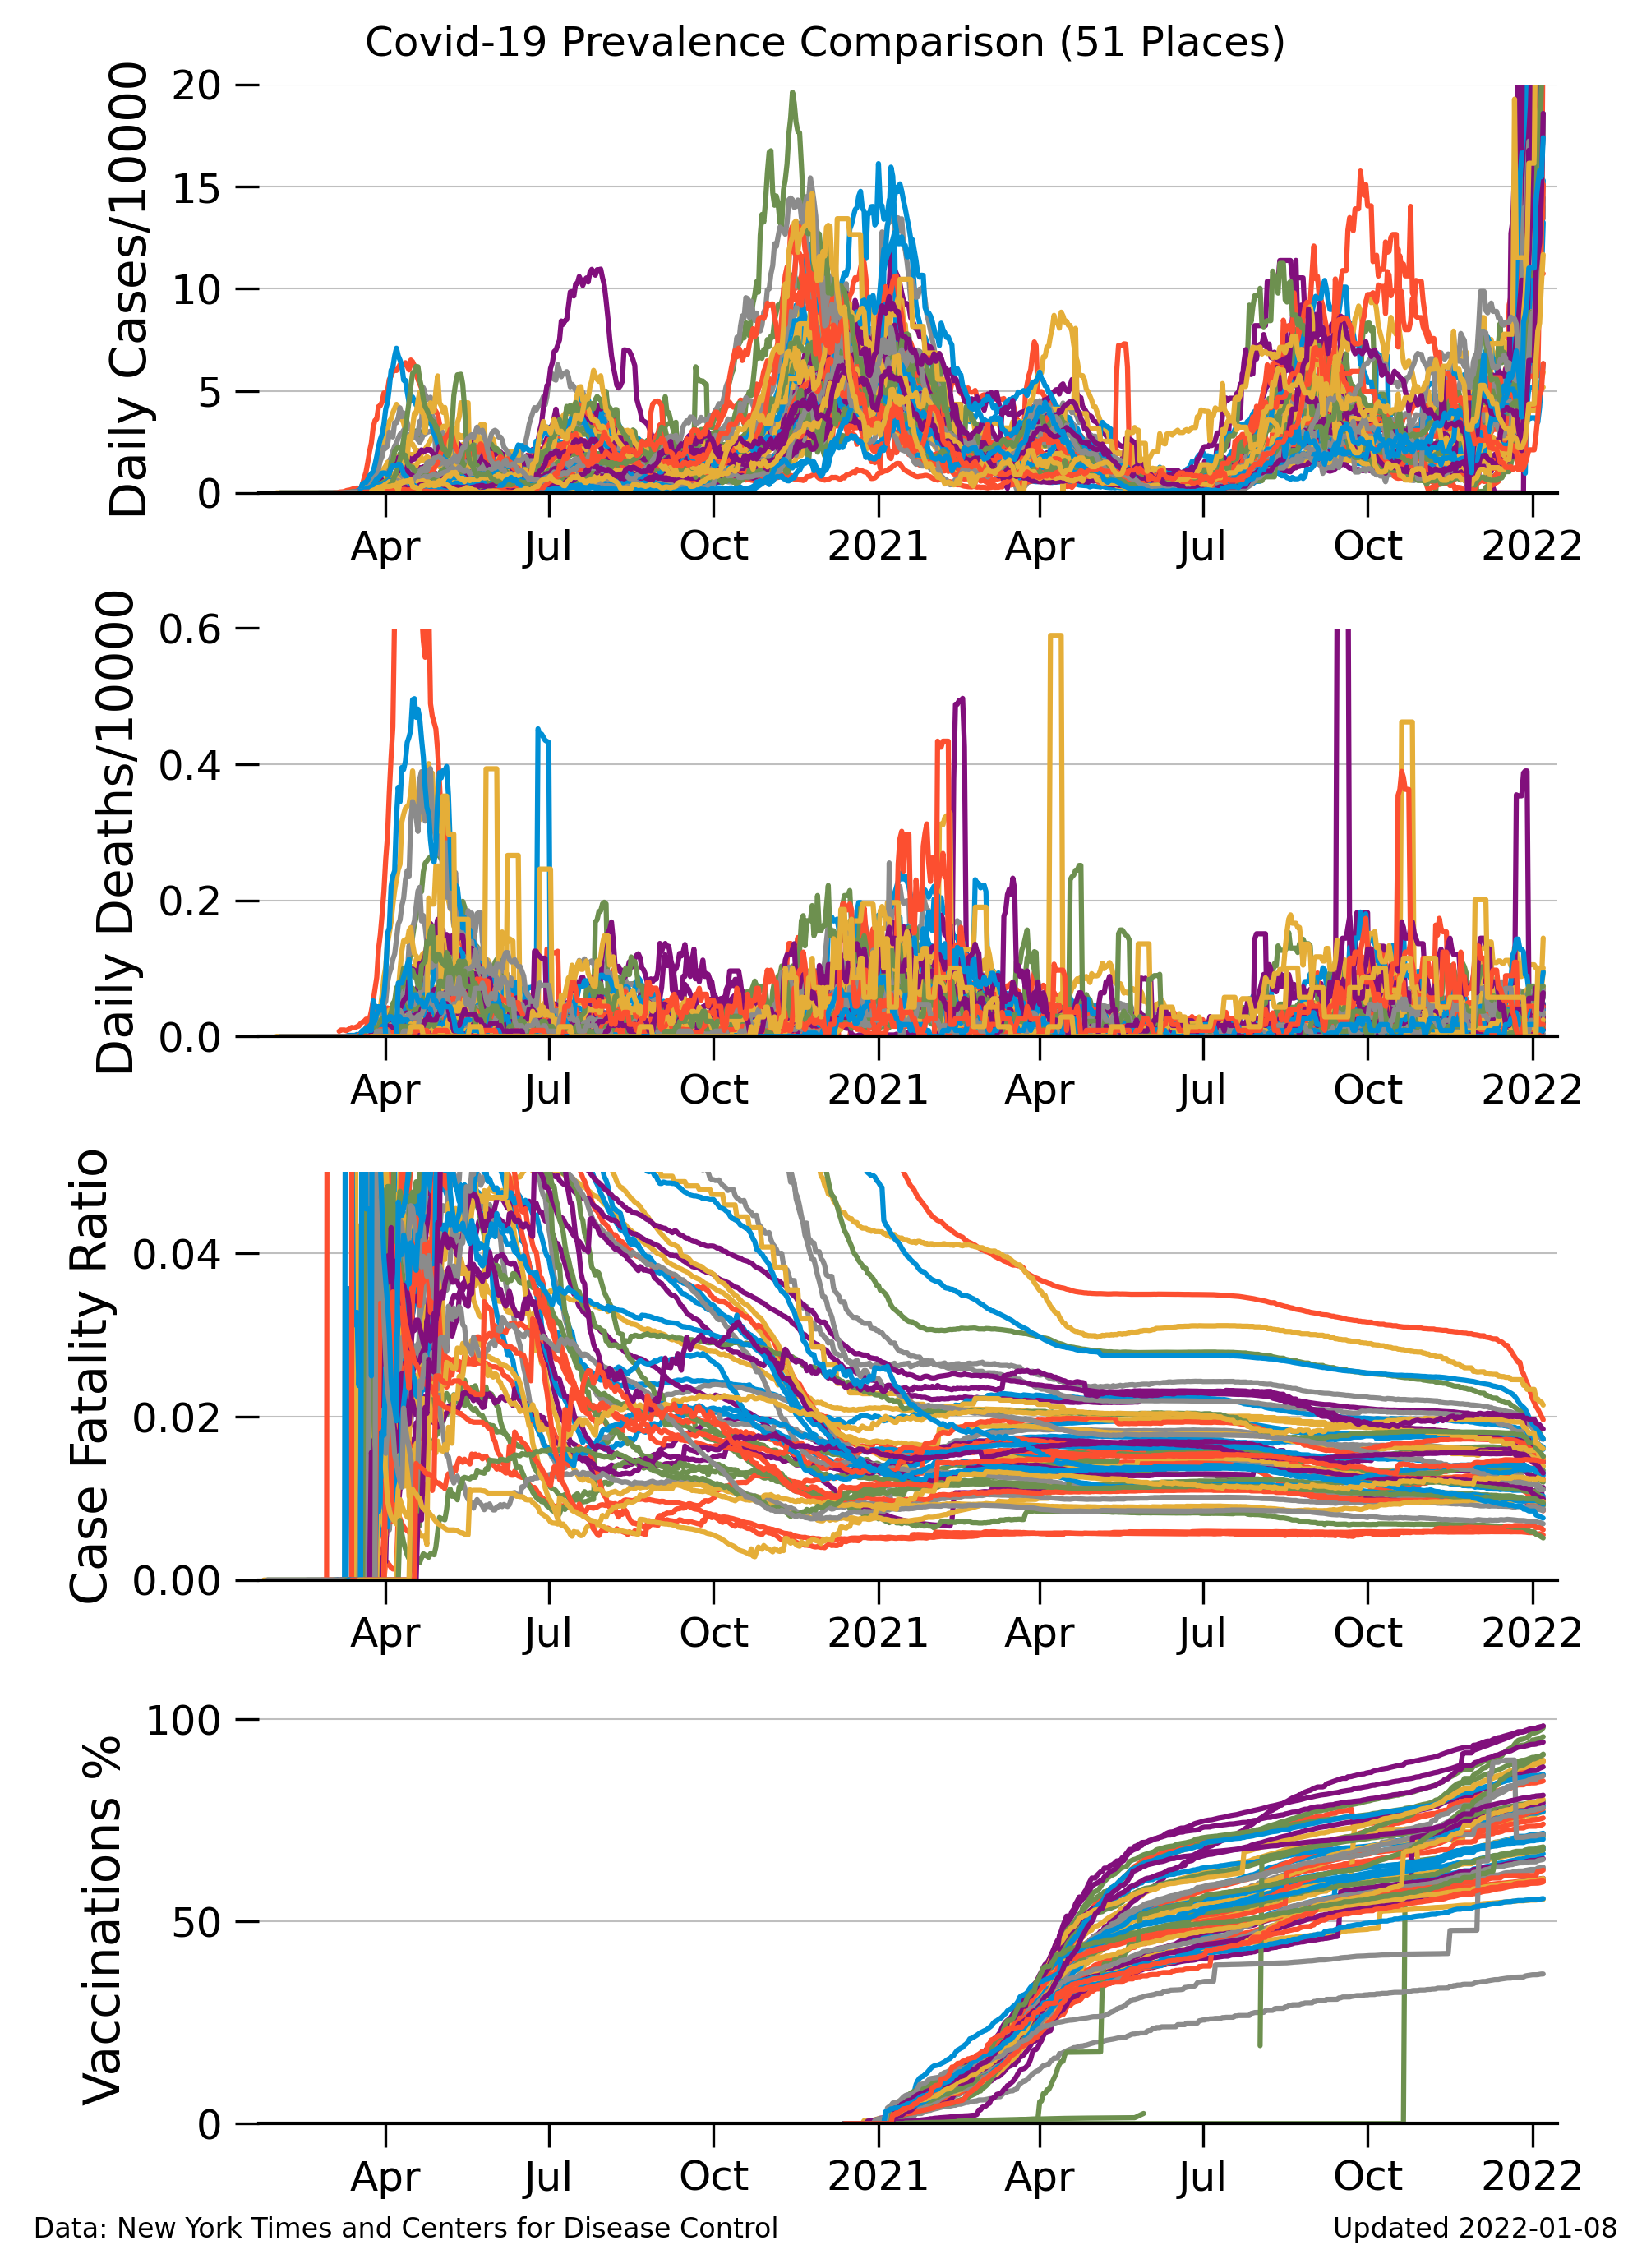 Covid-19 Prevalence Comparison (51 Places)
Daily Cases/10000
20
15
10
5
0
Apr Jul Oct 2021 Apr Jul Oct 2022
Daily Deaths/10000
0.6
0.4
0.2
0.0
Apr Jul Oct 2021 Apr Jul Oct 2022
Case Fatality Ratio
0.04
0.02
0.00
Apr Jul Oct 2021 Apr Jul Oct 2022
Vaccinations %
100
50
0
Apr Jul Oct 2021 Apr Jul Oct 2022
Data: New York Times and Centers for Disease Control
Updated 2022-01-08